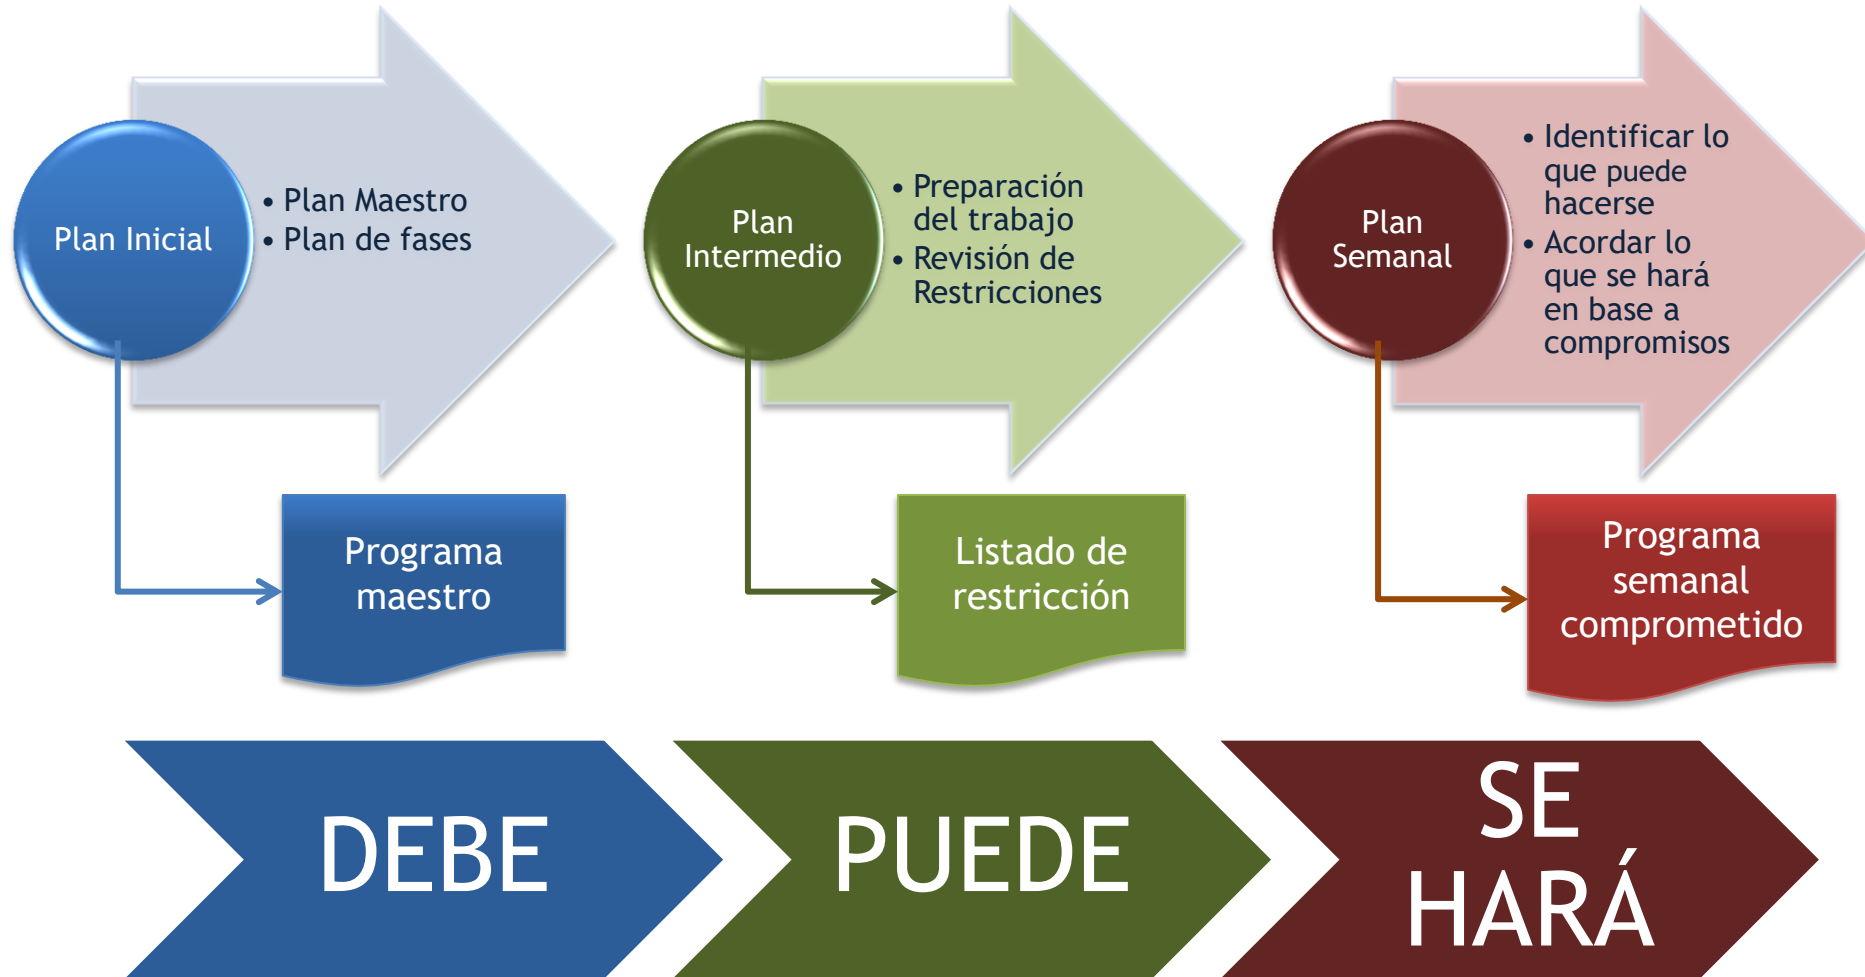 Plan Inicial
• Plan Maestro
• Plan de fases
Programa
maestro
Plan
Intermedio
• Preparación
del trabajo
• Revisión de
Restricciones
Listado de
restricción
Plan
Semanal
• Identificar lo
que puede
hacerse
• Acordar lo
que se hará
en base a
compromisos
Programa
semanal
comprometido
DEBE
PUEDE
SE
HARÁ